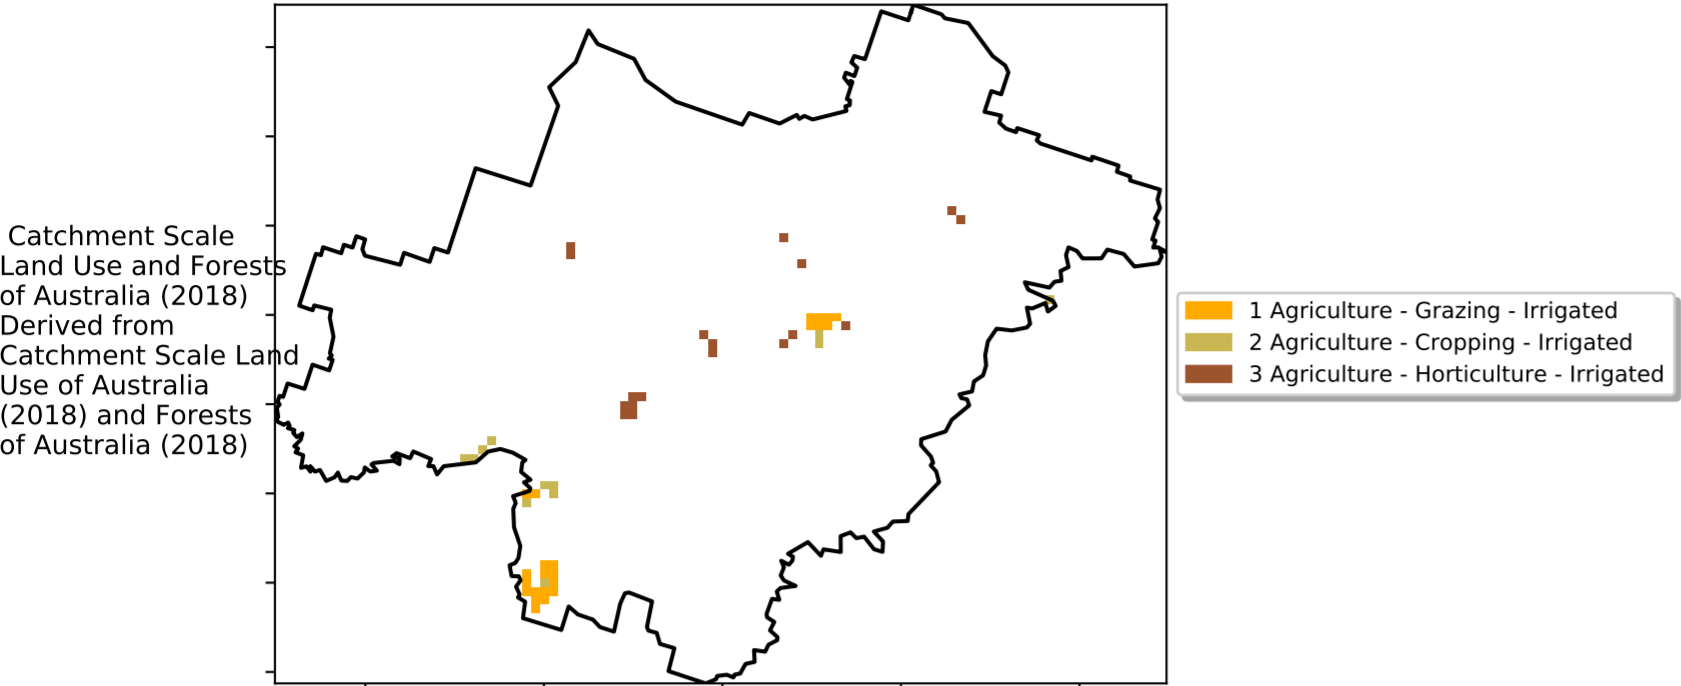 Catchment Scale
Land Use and Forests
of Australia (2018)
Derived from
Catchment Scale Land
Use of Australia
(2018) and Forests
of Australia (2018)
1 Agriculture - Grazing - Irrigated
2 Agriculture - Cropping - Irrigated
3 Agriculture - Horticulture - Irrigated